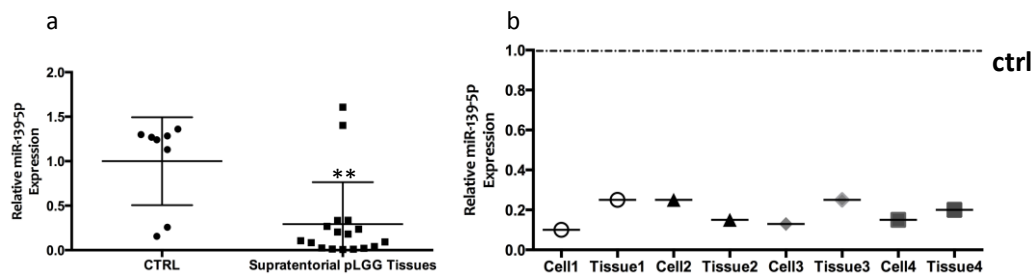 a
Relative miR-139-5p
Expression
2.0
1.5
1.0
0.5
0.0
**
CTRL
Supratentorial pLGG Tissues
b
Relative miR-139-5p
Expression
1.0
0.8
0.6
0.4
0.2
0.0
ctrl
Cell1 Tissue1 Cell2 Tissue2 Cell3 Tissue3 Cell4 Tissue4